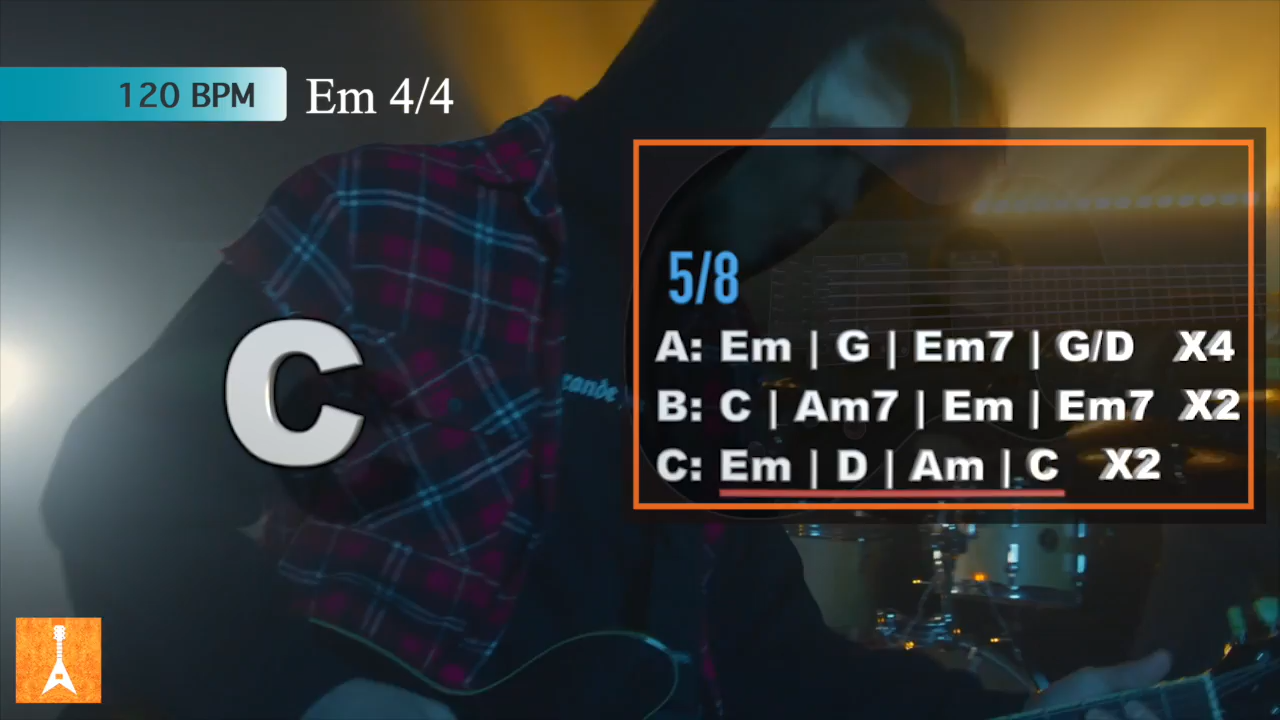 120 BPM
Em 4/4
C
5/8
A: Em | G | Em7 | G/D X4
B: C | Am7 | Em | Em7 X2
C: Em | D | Am | C X2